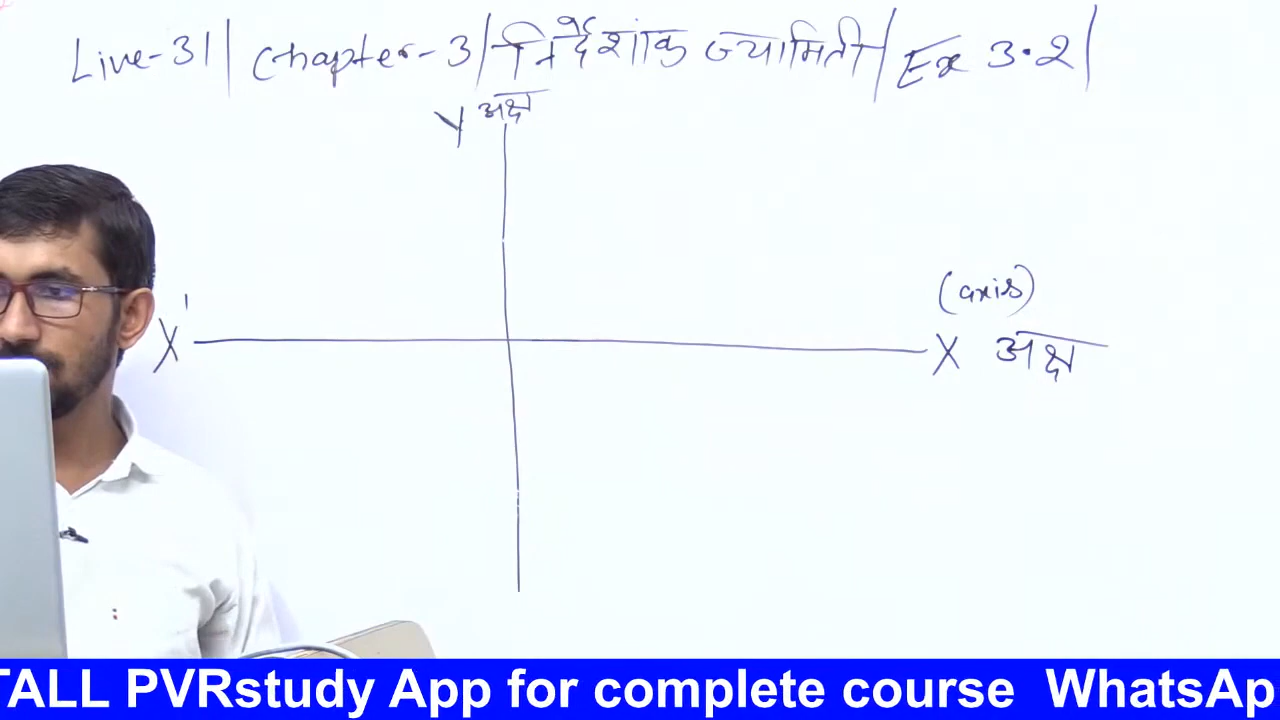 Live-31 | Chapter-3 | निर्देशांक ज्यामिती | Ex 3.2 |
Y अक्ष
(axis)
X' X अक्ष
TALL PVRstudy App for complete course WhatsAp